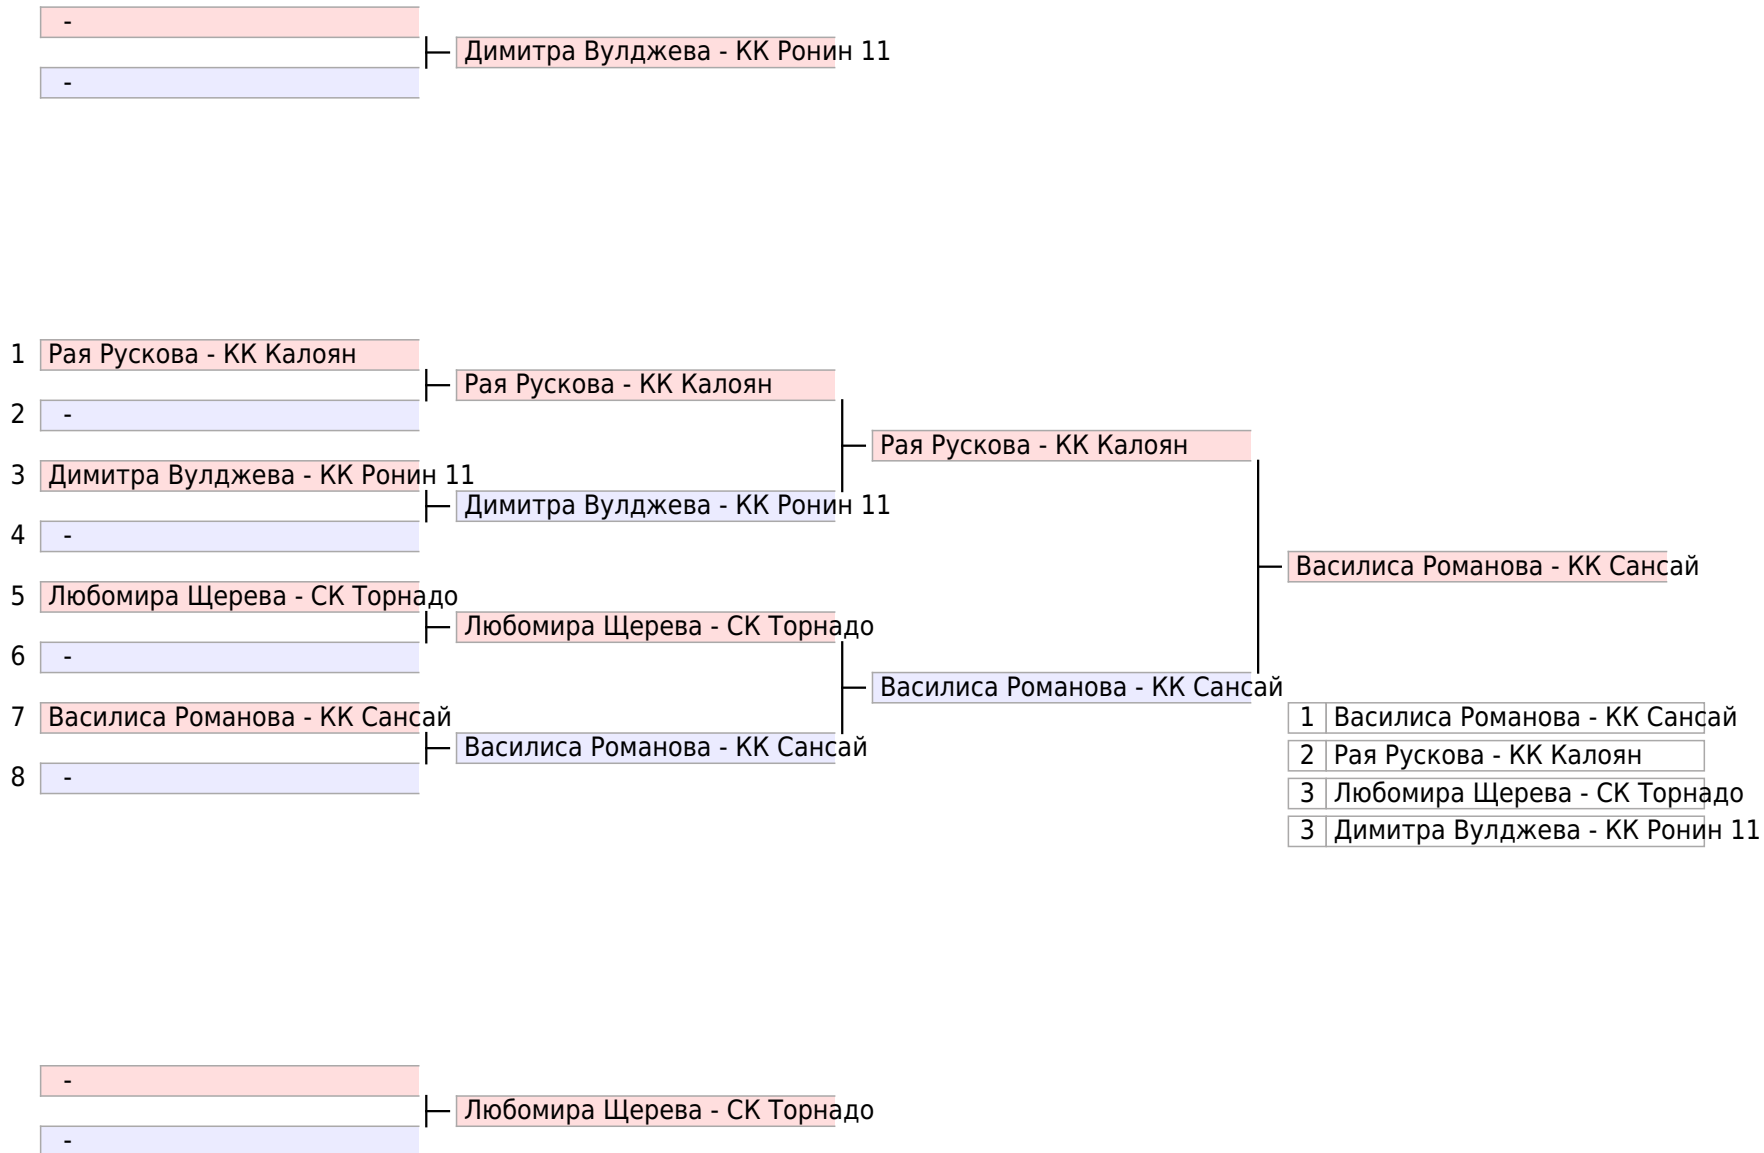 -
Димитра Вулджева - КК Ронин 11
-
1 Рая Рускова - КК Калоян
Рая Рускова - КК Калоян
2 -
Рая Рускова - КК Калоян
3 Димитра Вулджева - КК Ронин 11
Димитра Вулджева - КК Ронин 11
4 -
Василиса Романова - КК Сансай
5 Любомира Щерева - СК Торнадо
Любомира Щерева - СК Торнадо
6 -
Василиса Романова - КК Сансай
7 Василиса Романова - КК Сансай
Василиса Романова - КК Сансай
8 -
1 Василиса Романова - КК Сансай
2 Рая Рускова - КК Калоян
3 Любомира Щерева - СК Торнадо
3 Димитра Вулджева - КК Ронин 11
-
Любомира Щерева - СК Торнадо
-